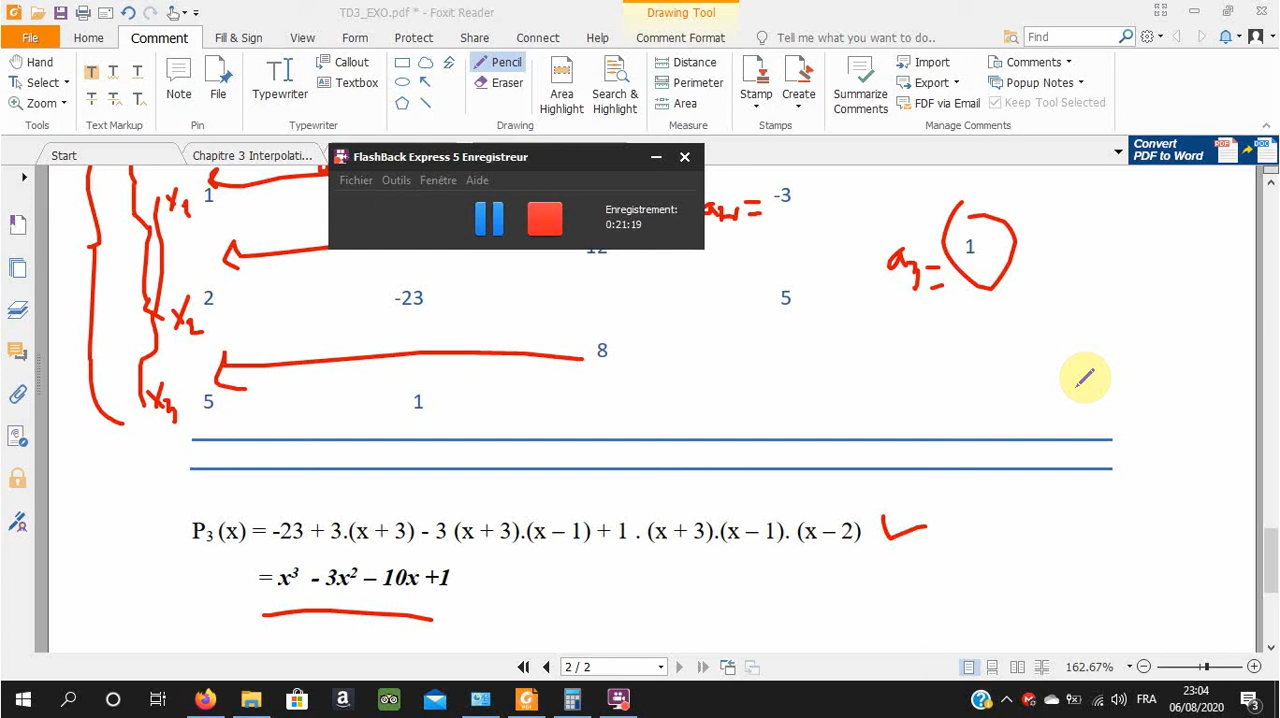 TD3_EXO.pdf * - Foxit Reader
Drawing Tool
File Home Comment Fill & Sign View Form Protect Share Connect Help Comment Format Tell me what you want to do.. Find
Hand
Select
Zoom
Tools
Text Markup
Note
File
Pin
Typewriter
Callout
Textbox
Typewriter
Pencil
Eraser
Drawing
Area Highlight
Search & Highlight
Distance
Perimeter
Area
Measure
Stamp
Create
Stamps
Summarize Comments
Import
Export
FDF via Email
Comments
Popup Notes
Keep Tool Selected
Manage Comments
Start Chapitre 3 Interpolati...
Convert PDF to Word
FlashBack Express 5 Enregistreur
Fichier Outils Fenêtre Aide
Enregistrement:
0:21:19
x1 1 -3
= 
12
a3 = 1
2 -23 5
x2
8
x3 5 1
P3 (x) = -23 + 3.(x + 3) - 3 (x + 3).(x – 1) + 1 . (x + 3).(x – 1). (x – 2)
= x³ - 3x² – 10x +1
2 / 2
162.67%
FRA
23:04
06/08/2020
3